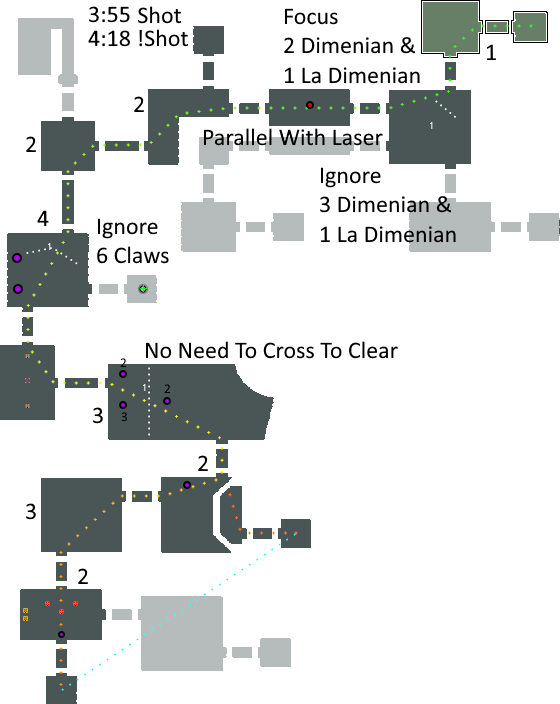 3:55 Shot
4:18 !Shot
Focus
2 Dimenian &
1 La Dimenian
1
2
1
Parallel With Laser
2
Ignore
3 Dimenian &
1 La Dimenian
4
1
Ignore
6 Claws
No Need To Cross To Clear
2
1
2
3
3
2
3
2